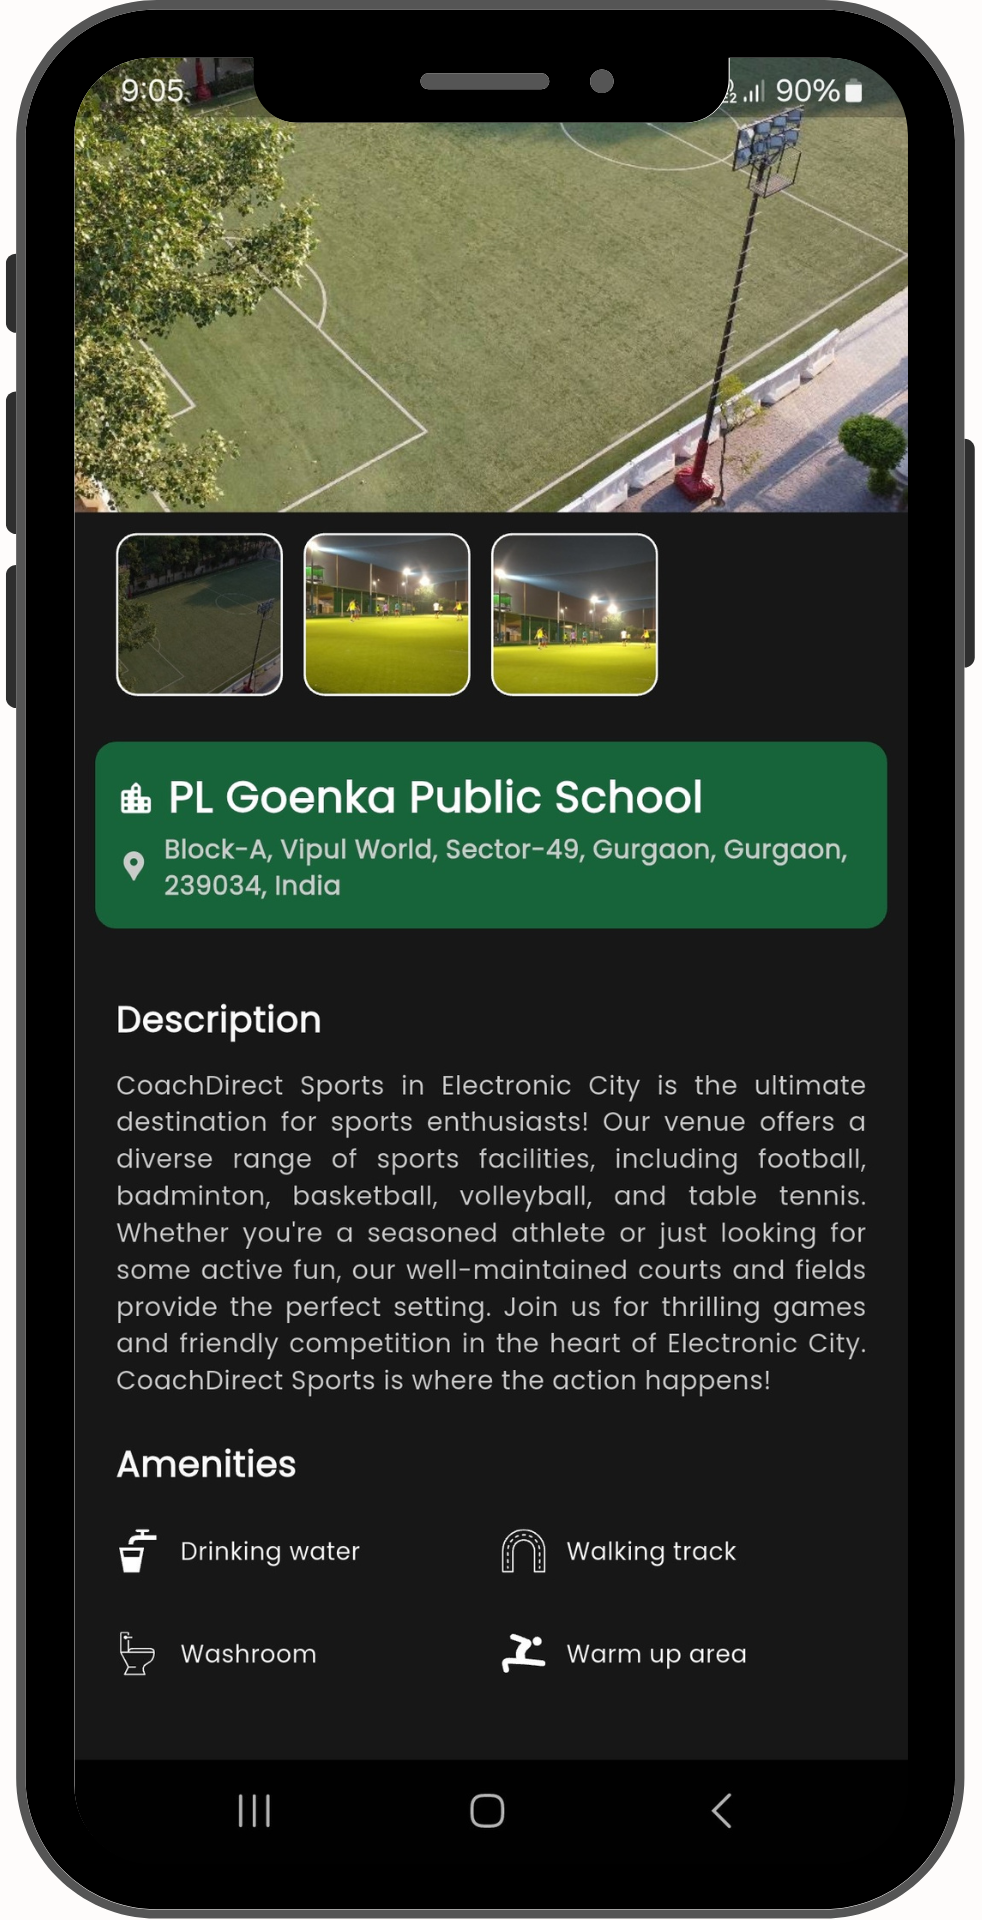 9:05
90%
PL Goenka Public School
Block-A, Vipul World, Sector-49, Gurgaon, Gurgaon,
239034, India
Description
CoachDirect Sports in Electronic City is the ultimate
destination for sports enthusiasts! Our venue offers a
diverse range of sports facilities, including football,
badminton, basketball, volleyball, and table tennis.
Whether you're a seasoned athlete or just looking for
some active fun, our well-maintained courts and fields
provide the perfect setting. Join us for thrilling games
and friendly competition in the heart of Electronic City.
CoachDirect Sports is where the action happens!
Amenities
Drinking water
Walking track
Washroom
Warm up area